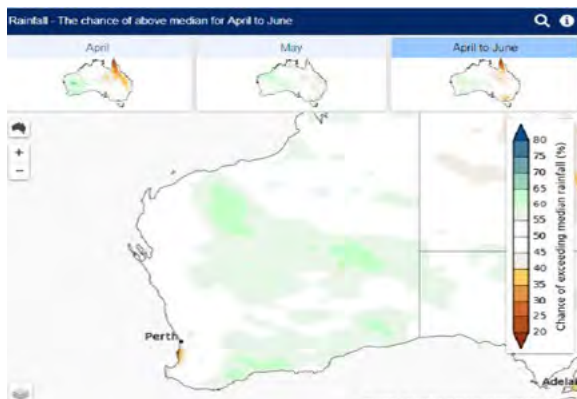 Rainfall - The chance of above median for April to June
April
May
April to June
+
−
80
75
70
65
60
55
50
45
40
35
30
25
20
Chance of exceeding median rainfall (%)
Perth
Adelai